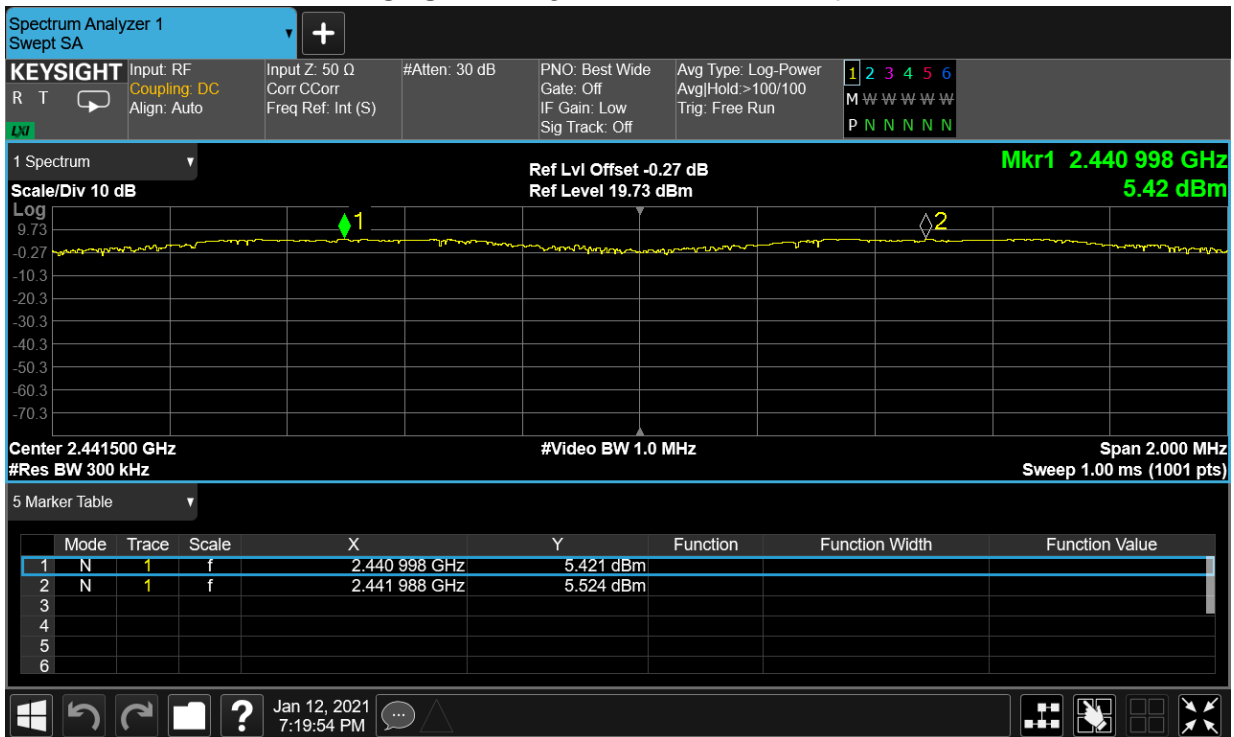 Spectrum Analyzer 1
Swept SA
+
KEYSIGHT Input: RF Input Z: 50 Ω #Atten: 30 dB PNO: Best Wide Avg Type: Log-Power 1 2 3 4 5 6
R T Coupling: DC Corr CCorr Gate: Off Avg|Hold:>100/100 M W W W W W
Align: Auto Freq Ref: Int (S) IF Gain: Low Trig: Free Run
LXI Sig Track: Off P N N N N N
1 Spectrum Ref Lvl Offset -0.27 dB Mkr1 2.440 998 GHz
Scale/Div 10 dB Ref Level 19.73 dBm 5.42 dBm
Log
1 2
9.73
-0.27
-10.3
-20.3
-30.3
-40.3
-50.3
-60.3
-70.3
Center 2.441500 GHz #Video BW 1.0 MHz Span 2.000 MHz
#Res BW 300 kHz Sweep 1.00 ms (1001 pts)
5 Marker Table
Mode Trace Scale X Y Function Function Width Function Value
1 N 1 f 2.440 998 GHz 5.421 dBm
2 N 1 f 2.441 988 GHz 5.524 dBm
3
4
5
6
? Jan 12, 2021
7:19:54 PM